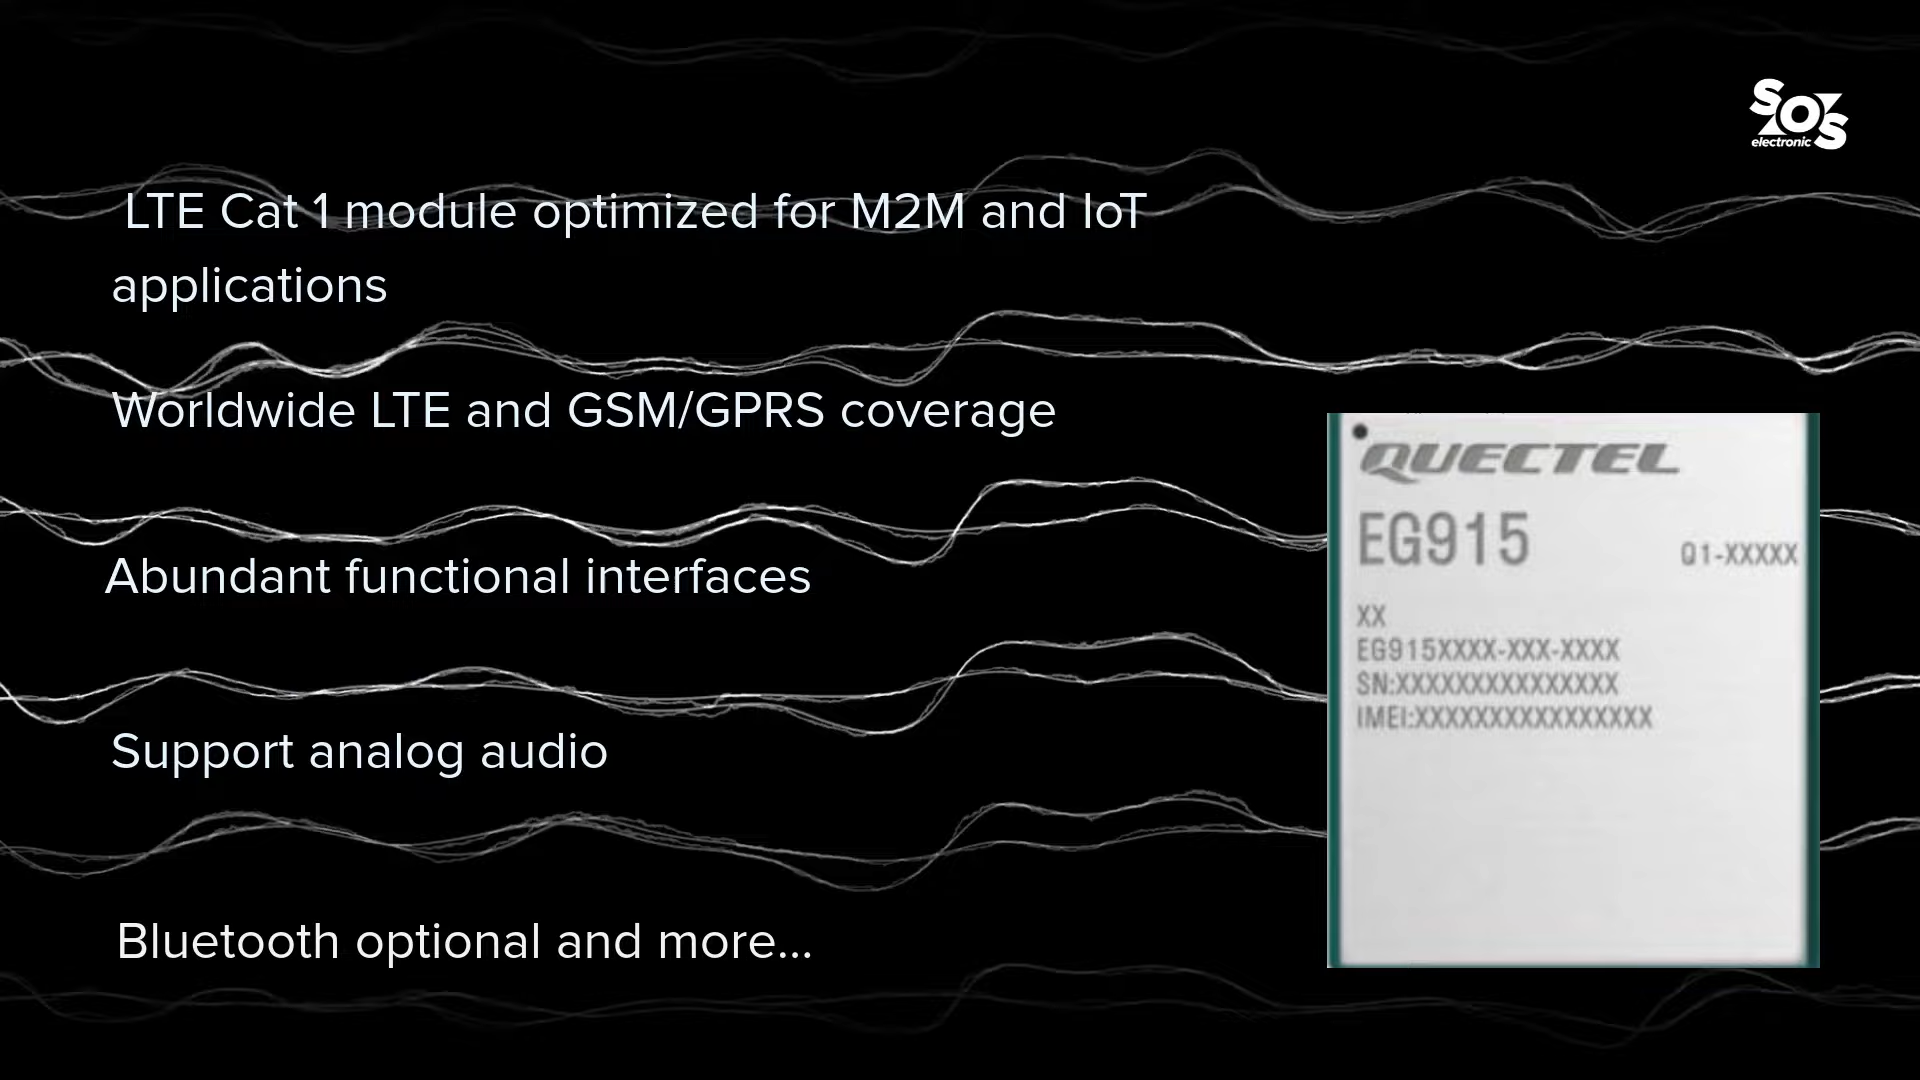 SOS
electronic
LTE Cat 1 module optimized for M2M and IoT
applications
Worldwide LTE and GSM/GPRS coverage
Abundant functional interfaces
Support analog audio
Bluetooth optional and more...
QUECTEL
EG915
Q1-XXXXX
XX
EG915XXXX-XXX-XXXX
SN:XXXXXXXXXXXXXXX
IMEI:XXXXXXXXXXXXXXXX